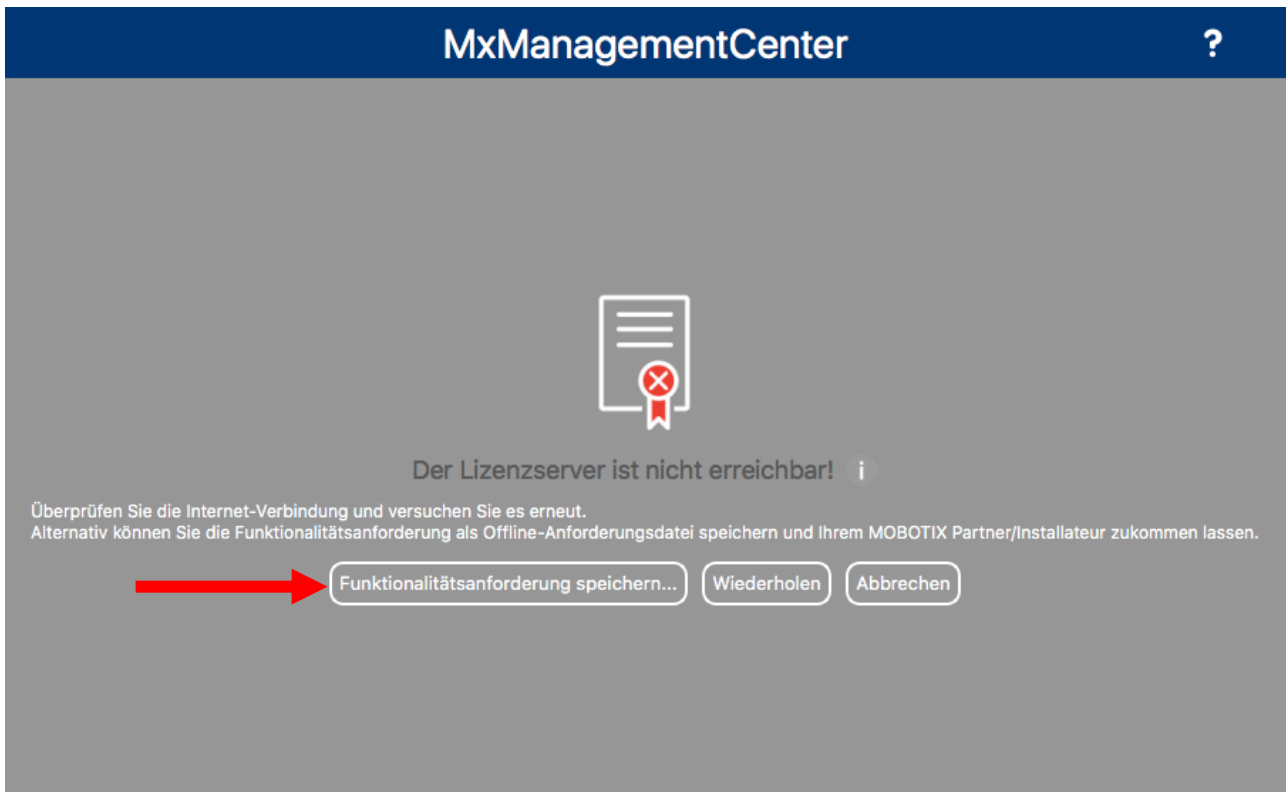 MxManagementCenter ?
Der Lizenzserver ist nicht erreichbar! i
Überprüfen Sie die Internet-Verbindung und versuchen Sie es erneut.
Alternativ können Sie die Funktionalitätsanforderung als Offline-Anforderungsdatei speichern und Ihrem MOBOTIX Partner/Installateur zukommen lassen.
Funktionalitätsanforderung speichern... Wiederholen Abbrechen